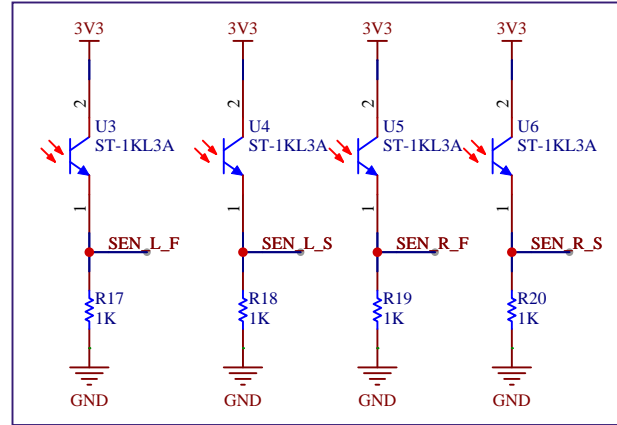 3V3 3V3 3V3 3V3
2 2 2 2
U3 U4 U5 U6
ST-1KL3A ST-1KL3A ST-1KL3A ST-1KL3A
1 1 1 1
SEN_L_F SEN_L_S SEN_R_F SEN_R_S
R17 R18 R19 R20
1K 1K 1K 1K
GND GND GND GND